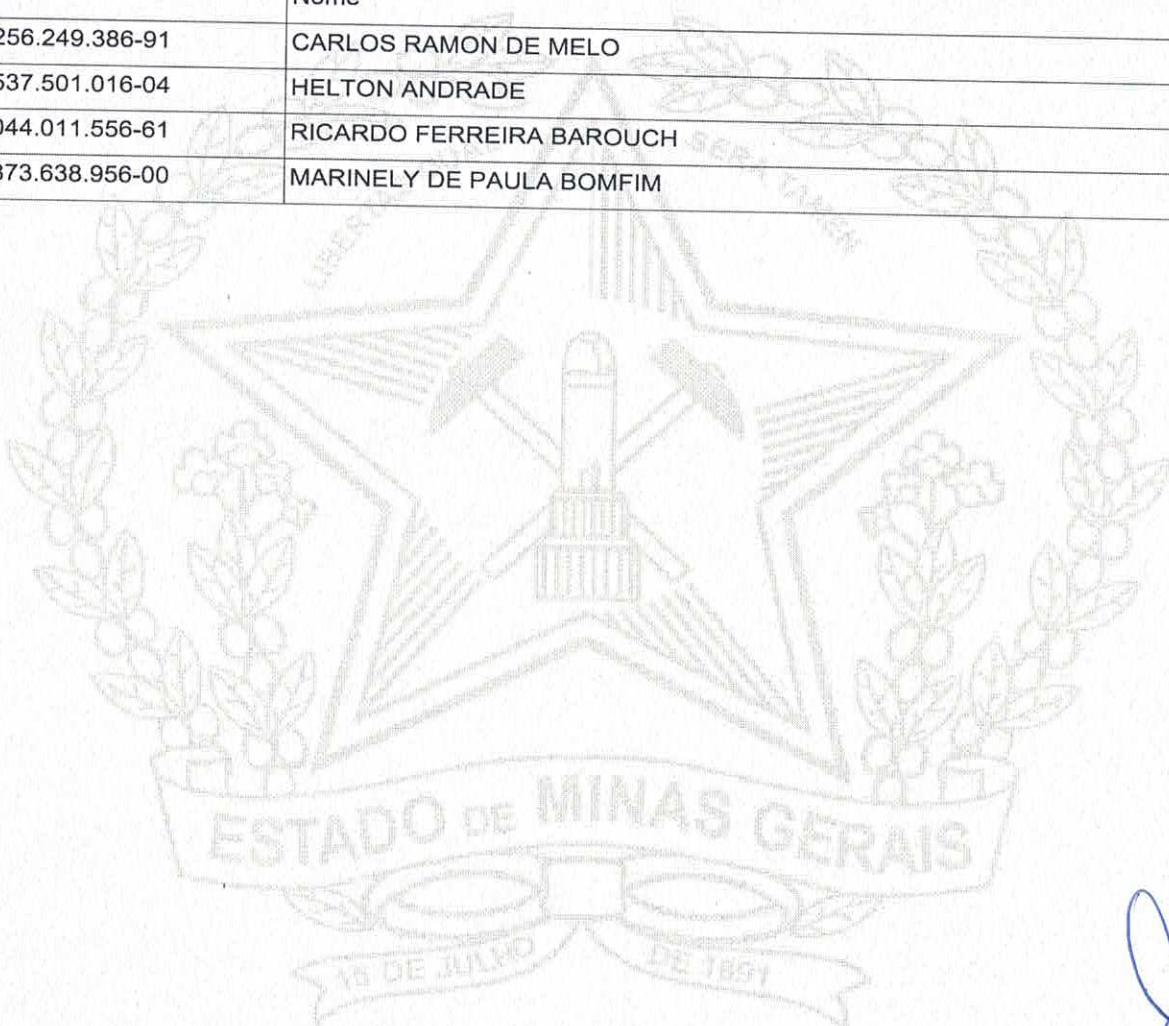 Nome
256.249.386-91 CARLOS RAMON DE MELO
537.501.016-04 HELTON ANDRADE
044.011.556-61 RICARDO FERREIRA BAROUCH
873.638.956-00 MARINELY DE PAULA BOMFIM
SERA TAMEN
ESTADO DE MINAS GERAIS
15 DE JULHO DE 1891